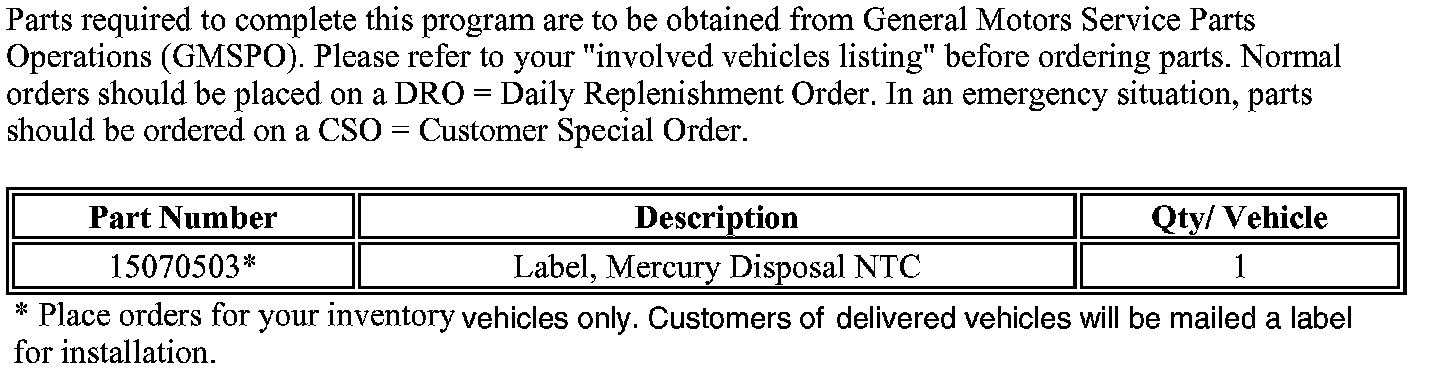 Parts required to complete this program are to be obtained from General Motors Service Parts
Operations (GMSPO). Please refer to your "involved vehicles listing" before ordering parts. Normal
orders should be placed on a DRO = Daily Replenishment Order. In an emergency situation, parts
should be ordered on a CSO = Customer Special Order.
Part Number Description Qty/ Vehicle
15070503* Label, Mercury Disposal NTC 1
* Place orders for your inventory vehicles only. Customers of delivered vehicles will be mailed a label
for installation.